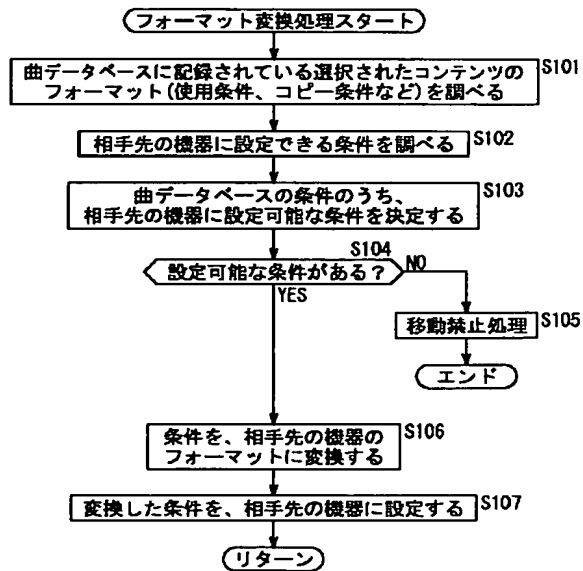 フォーマット変換処理スタート
曲データベースに記録されている選択されたコンテンツの
フォーマット(使用条件、コピー条件など)を調べる
S101
相手先の機器に設定できる条件を調べる
S102
曲データベースの条件のうち、
相手先の機器に設定可能な条件を決定する
S103
S104
設定可能な条件がある?
NO
YES
移動禁止処理
S105
エンド
条件を、相手先の機器の
フォーマットに変換する
S106
変換した条件を、相手先の機器に設定する
S107
リターン